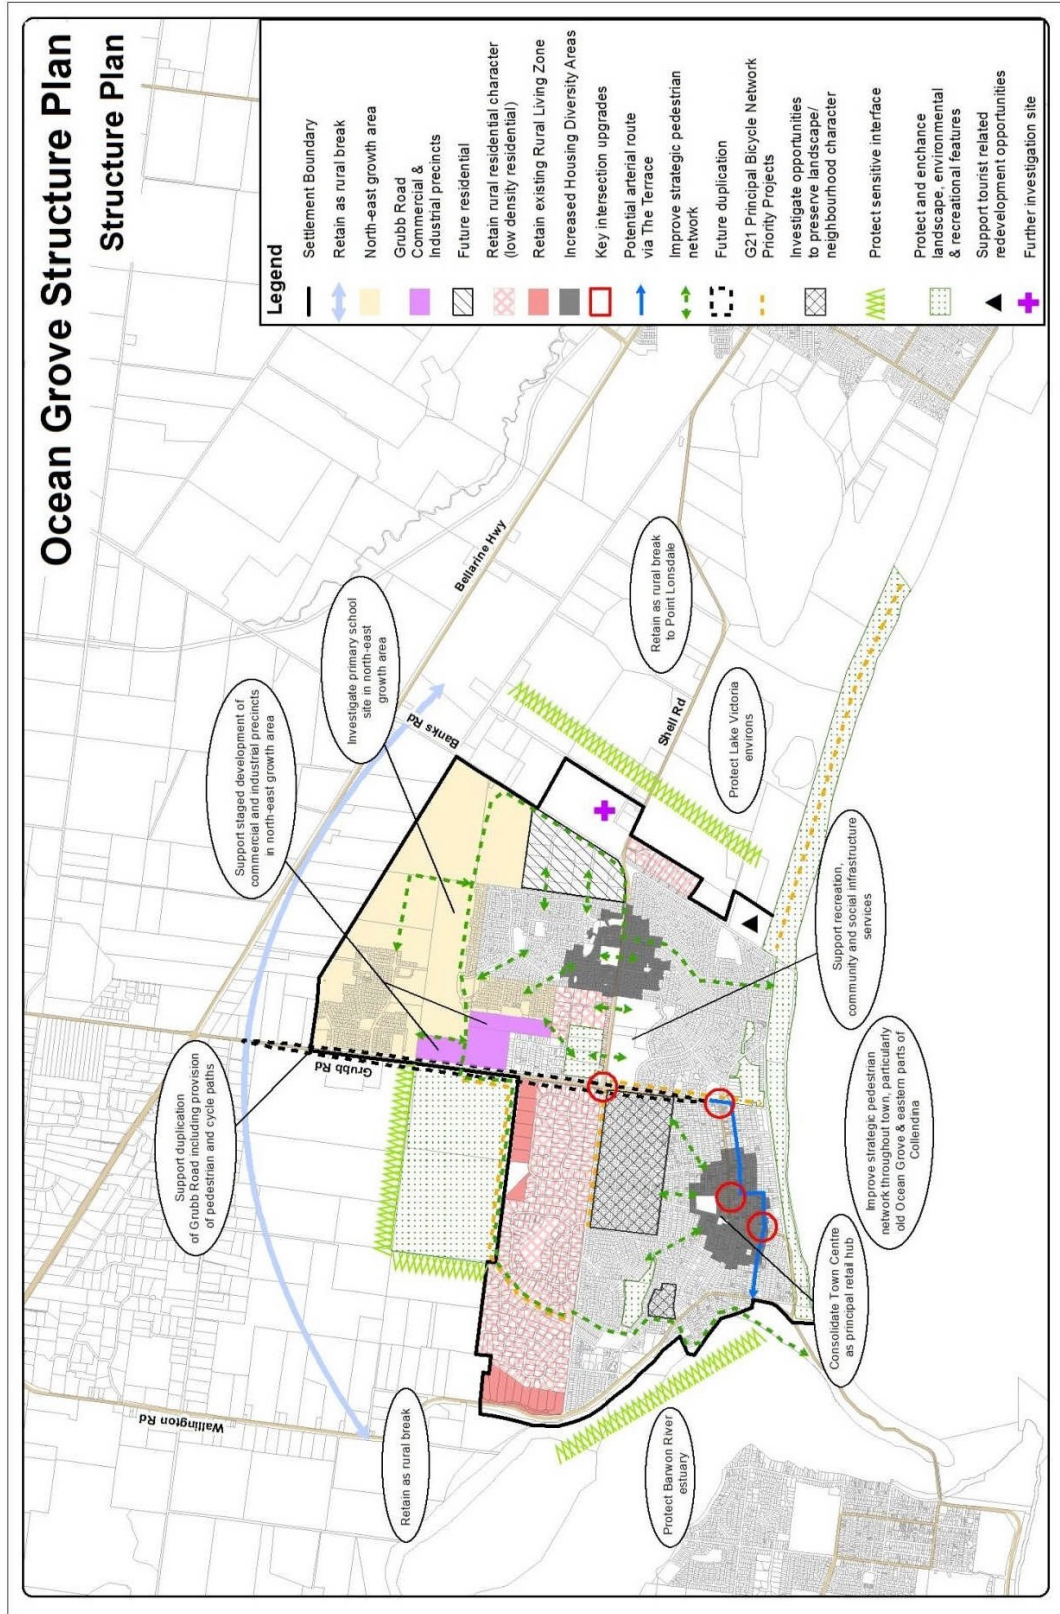 Ocean Grove Structure Plan
Structure Plan
Legend
Settlement Boundary
Retain as rural break
North-east growth area
Grubb Road
Commercial &
Industrial precincts
Future residential
Retain rural residential character
(low density residential)
Retain existing Rural Living Zone
Increased Housing Diversity Areas
Key intersection upgrades
Potential arterial route
via The Terrace
Improve strategic pedestrian
network
Future duplication
G21 Principal Bicycle Network
Priority Projects
Investigate opportunities
to preserve landscape/
neighbourhood character
Protect sensitive interface
Protect and enchance
landscape, environmental
& recreational features
Support tourist related
redevelopment opportunities
Further investigation site
Wallington Rd
Retain as rural break
Support duplication
of Grubb Road including provision
of pedestrian and cycle paths
Grubb Rd
Support staged development of
commercial and industrial precincts
in north-east growth area
Investigate primary school
site in north-east
growth area
Banks Rd
Bellarine Hwy
Retain as rural break
to Point Lonsdale
Shell Rd
Protect Lake Victoria
environs
Protect Barwon River
estuary
Consolidate Town Centre
as principal retail hub
Improve strategic pedestrian
network throughout town, particularly
old Ocean Grove & eastern parts of
Collendina
Support recreation,
community and social infrastructure
services